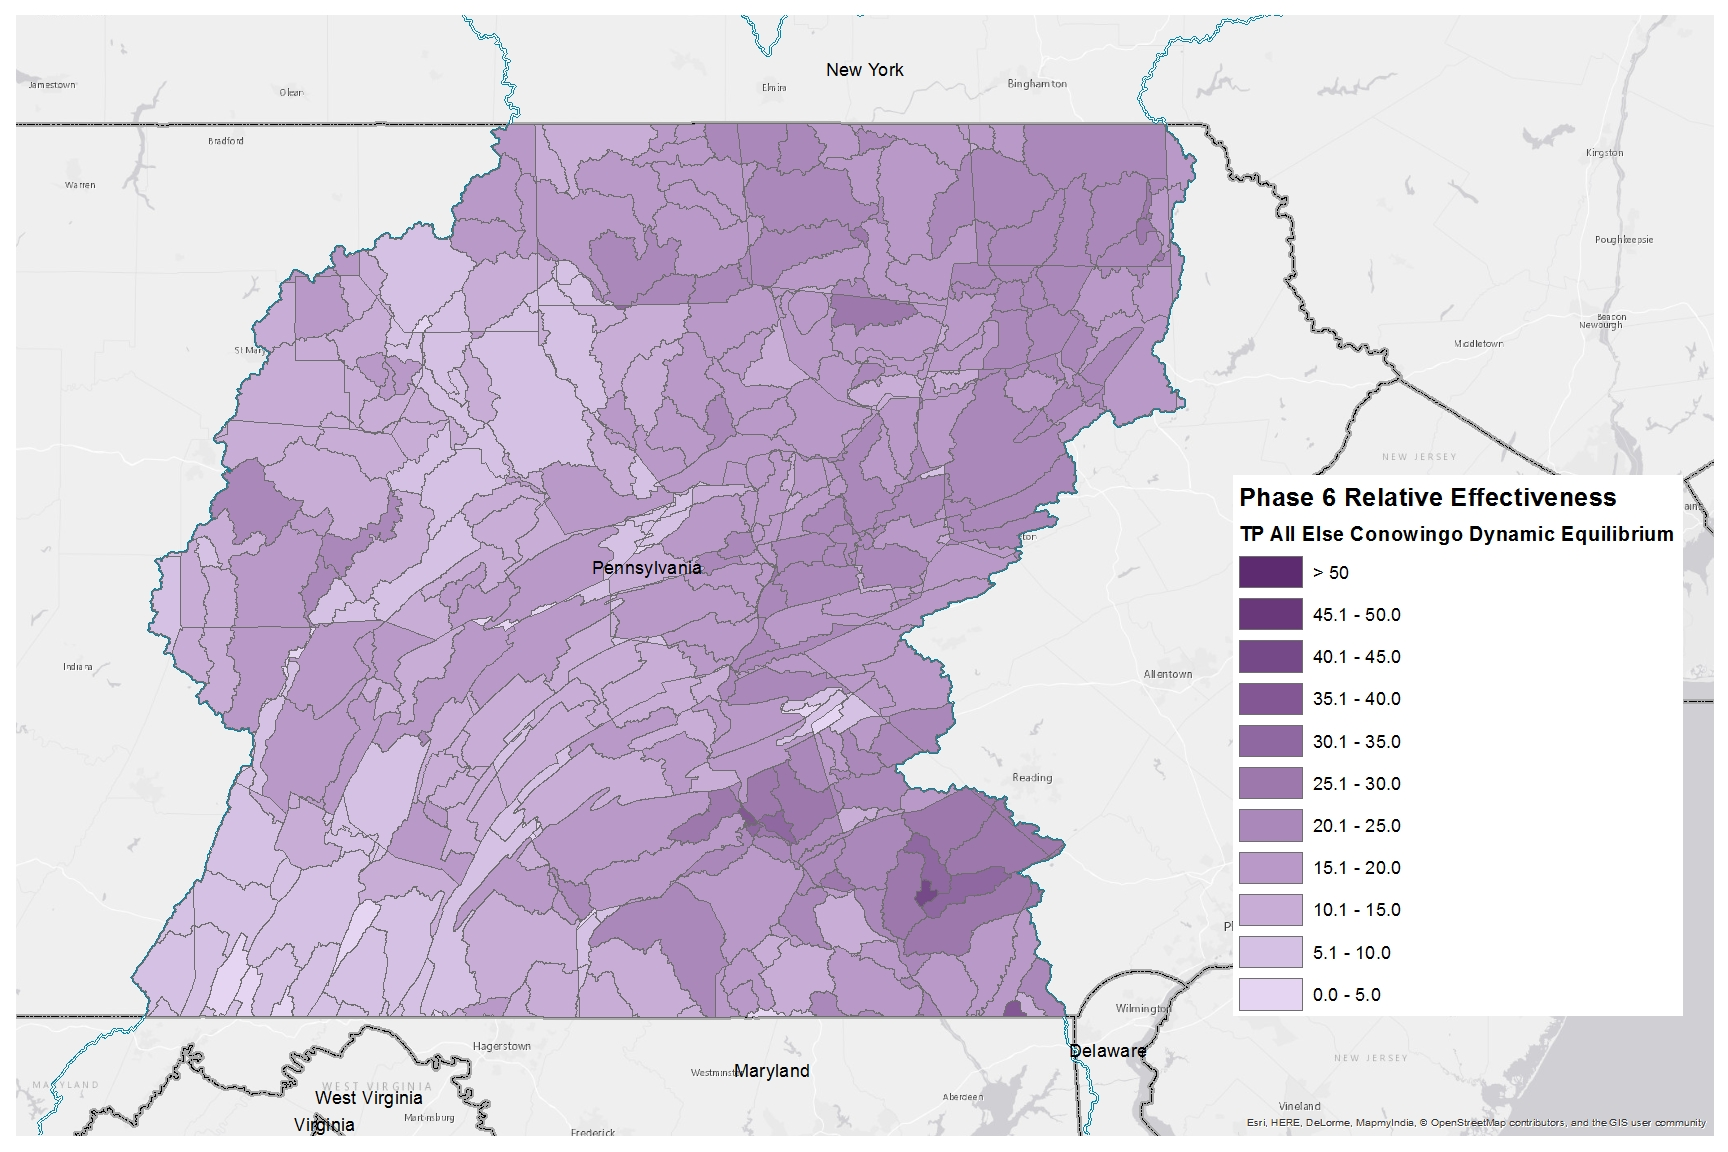 New York
Jamestown
Olean
Elmira
Binghamton
Bradford
Kingston
Warren
Poughkeepsie
Beacon
Newburgh
Middletown
St Mary
NEW JERSEY
Phase 6 Relative Effectiveness
TP All Else Conowingo Dynamic Equilibrium
> 50
45.1 - 50.0
40.1 - 45.0
35.1 - 40.0
30.1 - 35.0
25.1 - 30.0
20.1 - 25.0
15.1 - 20.0
10.1 - 15.0
5.1 - 10.0
0.0 - 5.0
Pennsylvania
Indiana
Allentown
Reading
Wilmington
Hagerstown
Delaware
NEW JERSEY
Westminst
Maryland
MARYLAND
WEST VIRGINIA
West Virginia
Aberdeen
Martinsburg
Virginia
Frederick
Vineland
Esri, HERE, DeLorme, MapmyIndia, © OpenStreetMap contributors, and the GIS user community